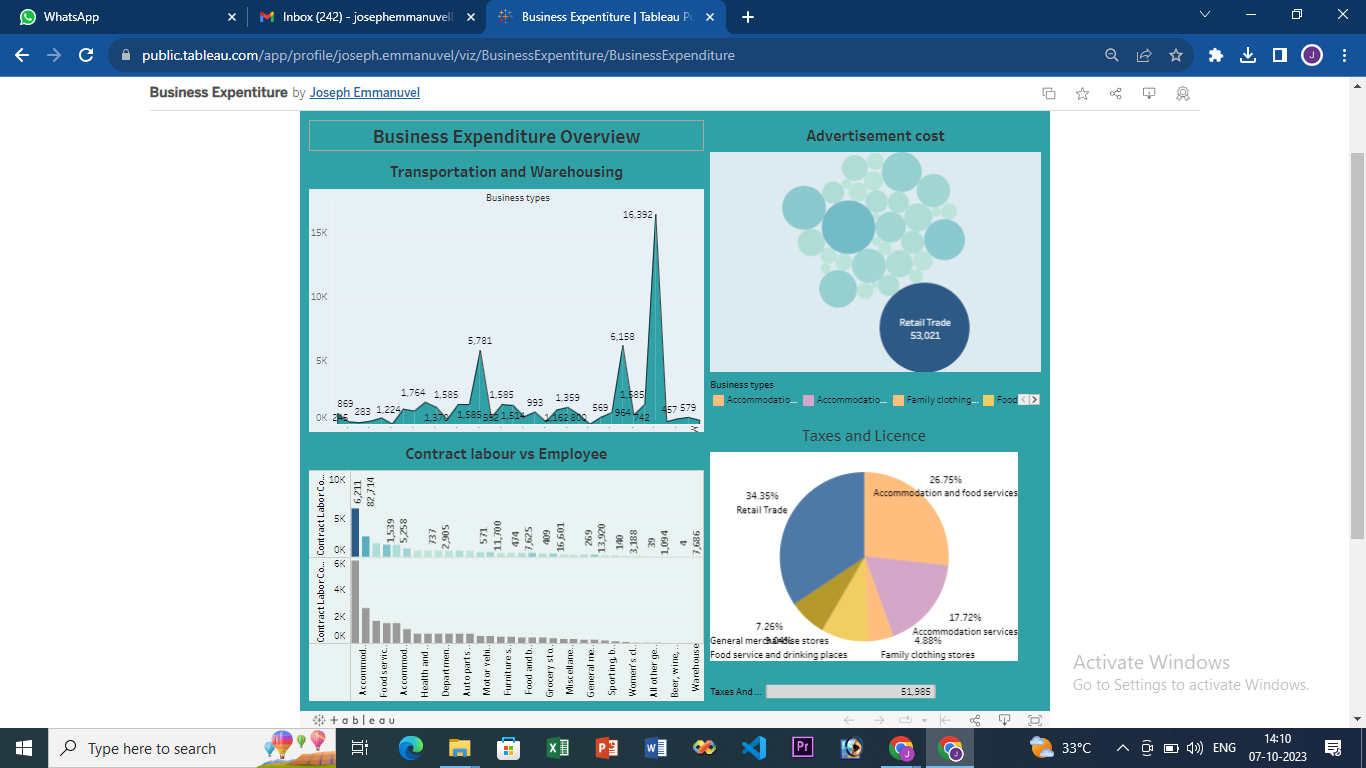 WhatsApp
Inbox (242) - josephemmanuvel
Business Expentiture | Tableau Pu
public.tableau.com/app/profile/joseph.emmanuvel/viz/BusinessExpentiture/BusinessExpenditure
J
Business Expentiture by Joseph Emmanuvel
Business Expenditure Overview
Transportation and Warehousing
Business types
15K
10K
5K
0K
869
283
1,224
1,764
1,370
1,585
5,781
1,585
552
1,585
1,514
993
1,162
1,359
800
569
6,158
964
1,585
742
16,392
457
579
Contract labour vs Employee
Contract Labor Co...
10K
5K
0K
6,211
82,714
1,539
5,258
737
2,905
571
11,700
474
7,625
409
16,601
269
13,920
140
3,188
39
1,094
4
7,686
Contract Labor Co...
6K
4K
2K
0K
Accommod..
Food servic..
Accommod..
Health and ..
Departmen..
Auto parts ..
Motor vehi..
Furniture s..
Food and b..
Grocery sto..
Miscellane..
General me..
Sporting,b..
Women's d..
All other ge..
Beer, wine,..
Warehouse
Advertisement cost
Retail Trade
53,021
Business types
Accommodatio...
Accommodatio...
Family clothing...
Food
Taxes and Licence
34.35%
Retail Trade
26.75%
Accommodation and food services
17.72%
Accommodation services
4.88%
Family clothing stores
7.26%
General merchandise stores
Food service and drinking places
Taxes And ...
51,985
+ a b l e a u
Activate Windows
Go to Settings to activate Windows.
Type here to search
33°C
ENG
14:10
07-10-2023